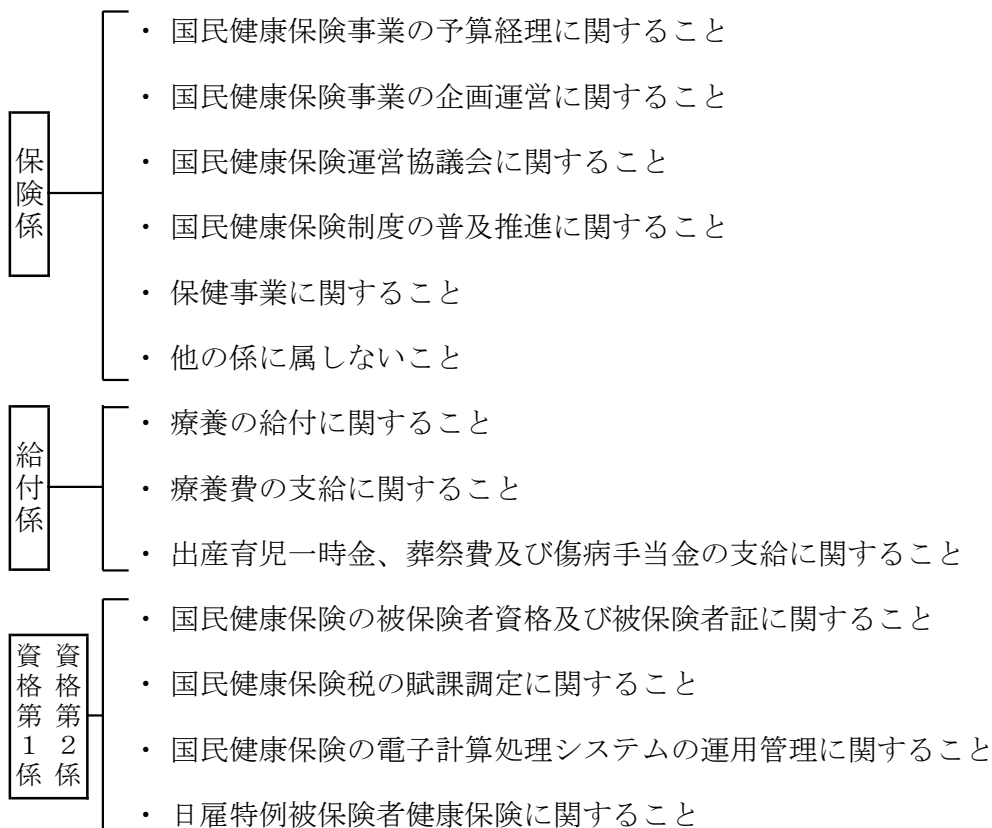 保険係
・ 国民健康保険事業の予算経理に関すること
・ 国民健康保険事業の企画運営に関すること
・ 国民健康保険運営協議会に関すること
・ 国民健康保険制度の普及推進に関すること
・ 保健事業に関すること
・ 他の係に属しないこと
給付係
・ 療養の給付に関すること
・ 療養費の支給に関すること
・ 出産育児一時金、葬祭費及び傷病手当金の支給に関すること
資格第１係
資格第２係
・ 国民健康保険の被保険者資格及び被保険者証に関すること
・ 国民健康保険税の賦課調定に関すること
・ 国民健康保険の電子計算処理システムの運用管理に関すること
・ 日雇特例被保険者健康保険に関すること